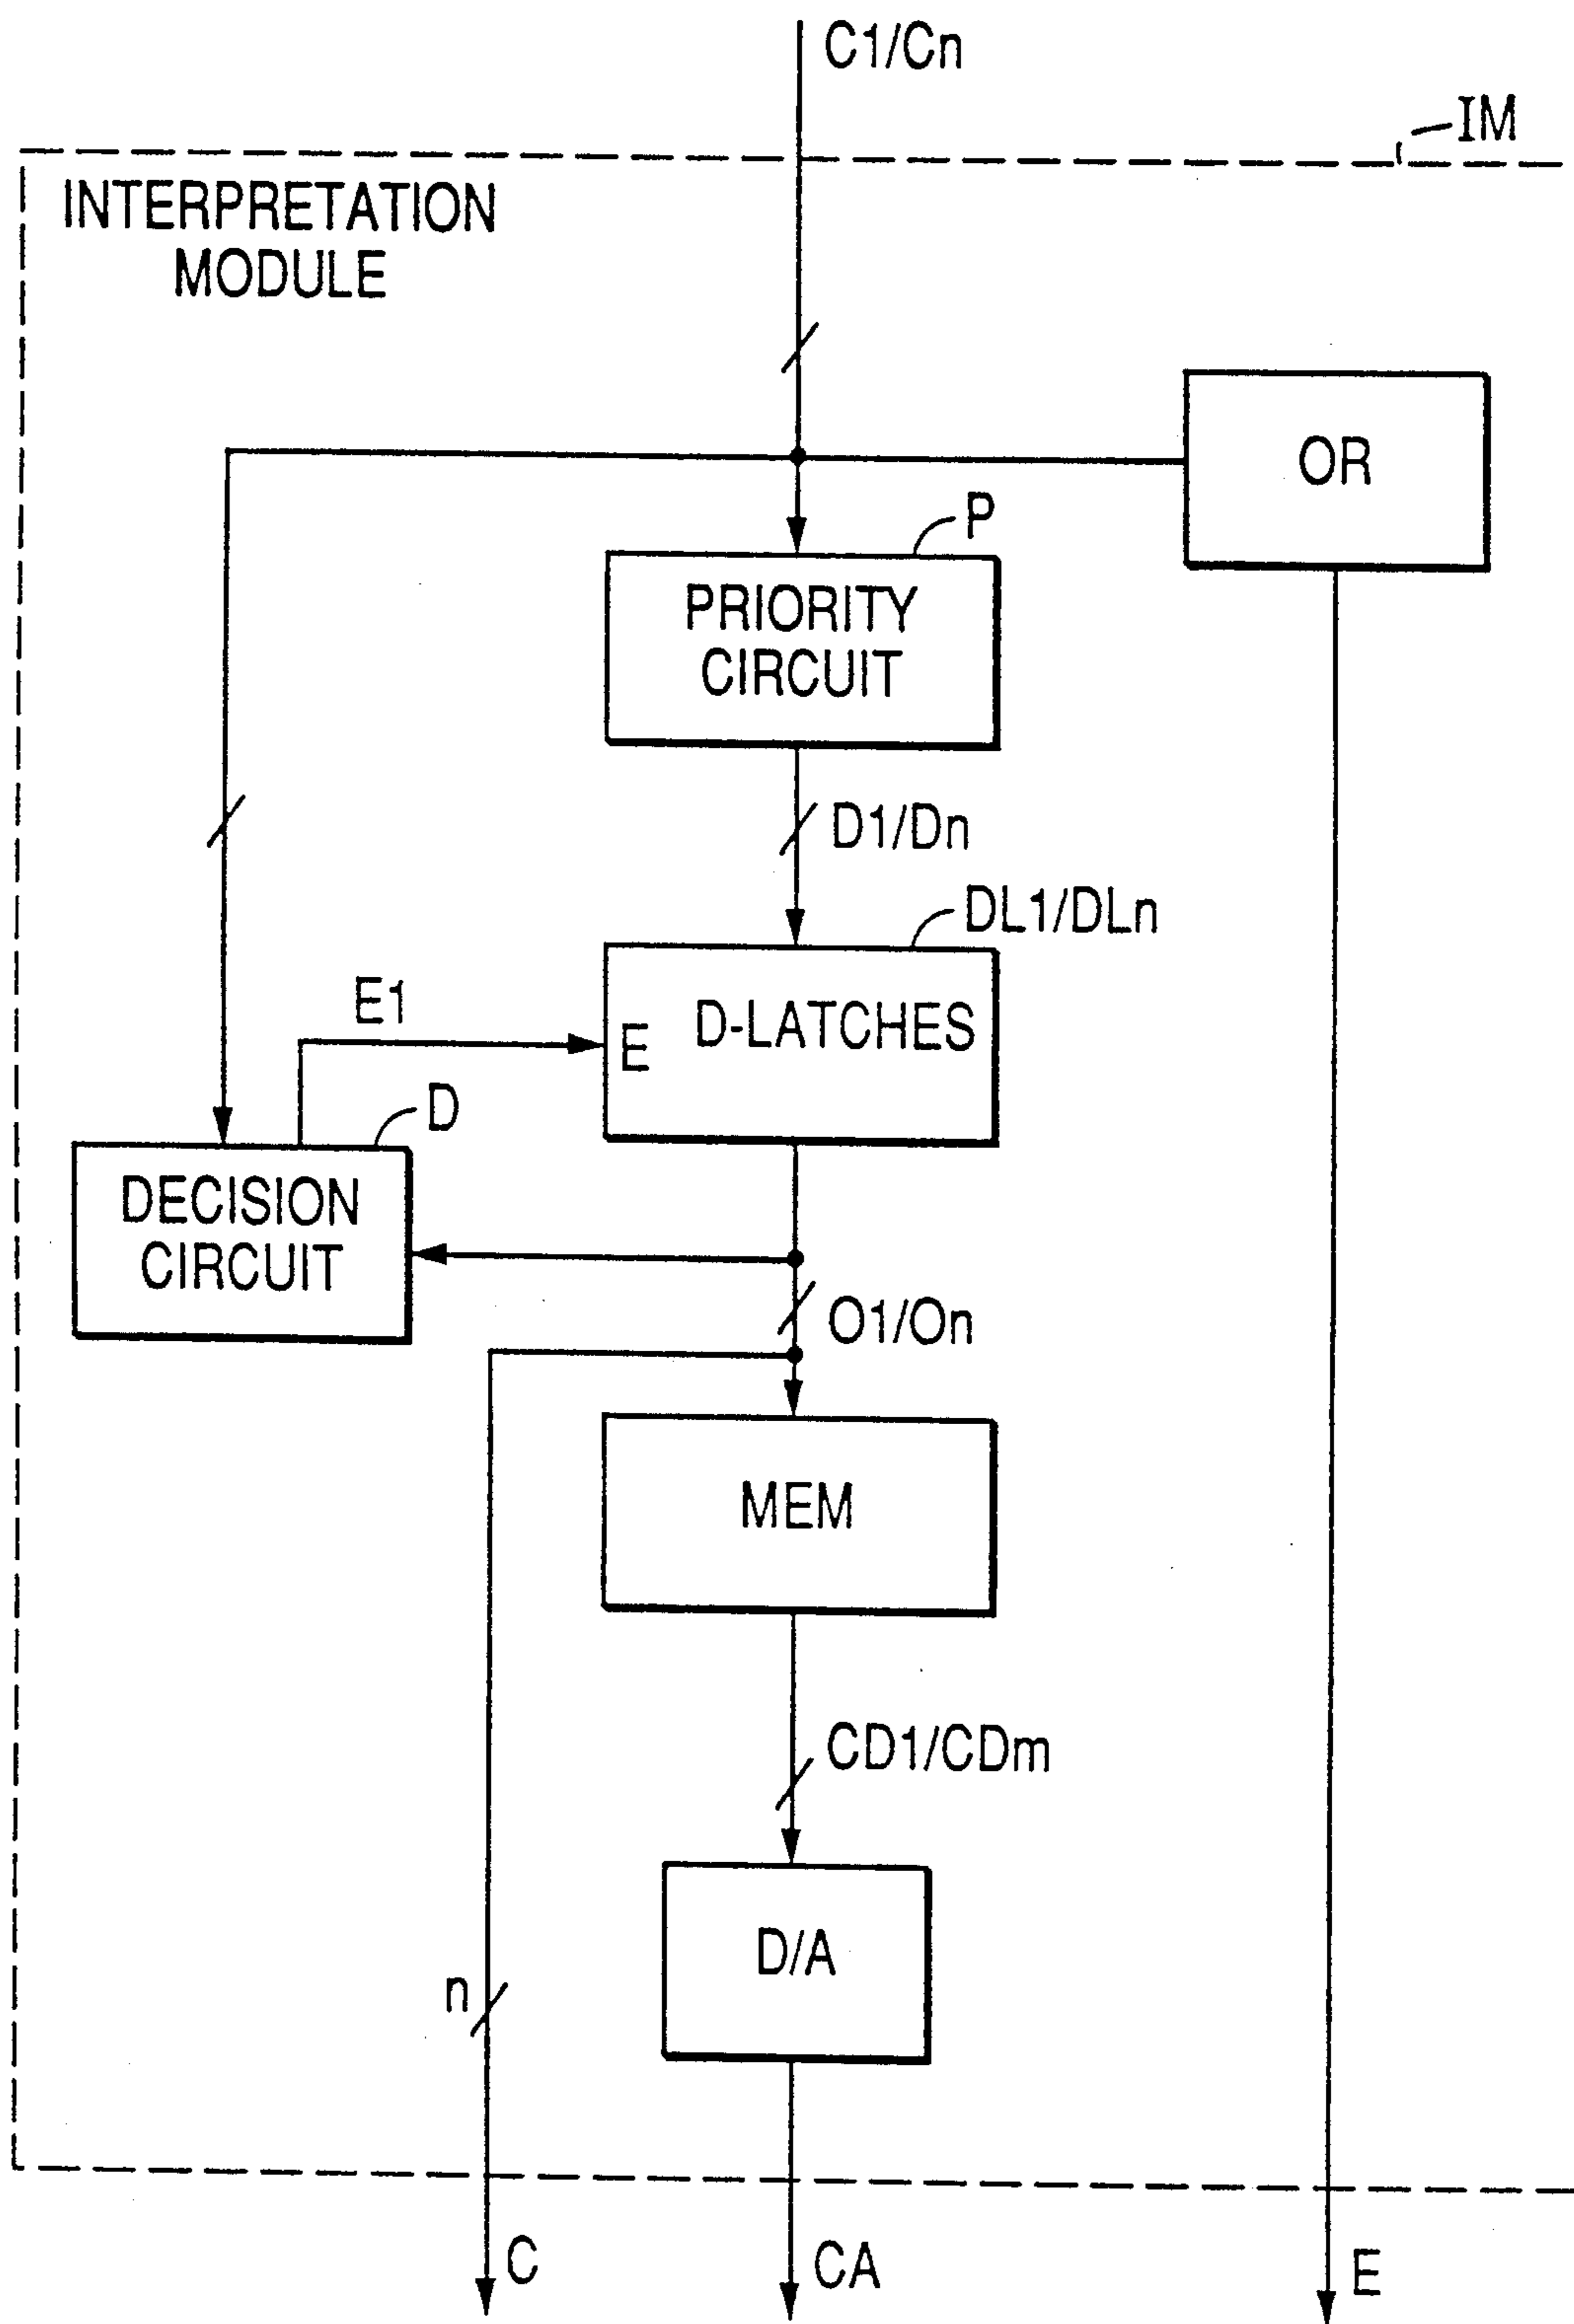 C1/Cn
IM
INTERPRETATION
MODULE
OR
P
PRIORITY
CIRCUIT
D1/Dn
DL1/DLn
E1
E
D-LATCHES
D
DECISION
CIRCUIT
O1/On
MEM
CD1/CDm
D/A
n
C
CA
E